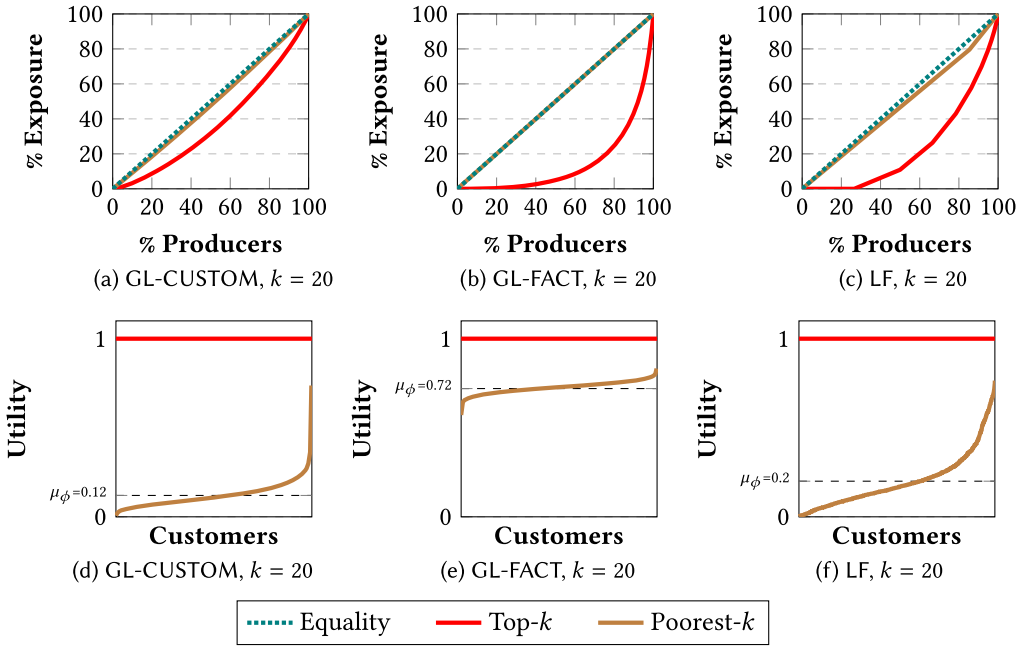 100
80
60
40
20
0
% Exposure
0 20 40 60 80 100
% Producers
(a) GL-CUSTOM, k = 20
100
80
60
40
20
0
% Exposure
0 20 40 60 80 100
% Producers
(b) GL-FACT, k = 20
100
80
60
40
20
0
% Exposure
0 20 40 60 80 100
% Producers
(c) LF, k = 20
1
Utility
μϕ=0.12
0
Customers
(d) GL-CUSTOM, k = 20
1
Utility
μϕ=0.72
0
Customers
(e) GL-FACT, k = 20
1
Utility
μϕ=0.2
0
Customers
(f) LF, k = 20
Equality Top-k Poorest-k